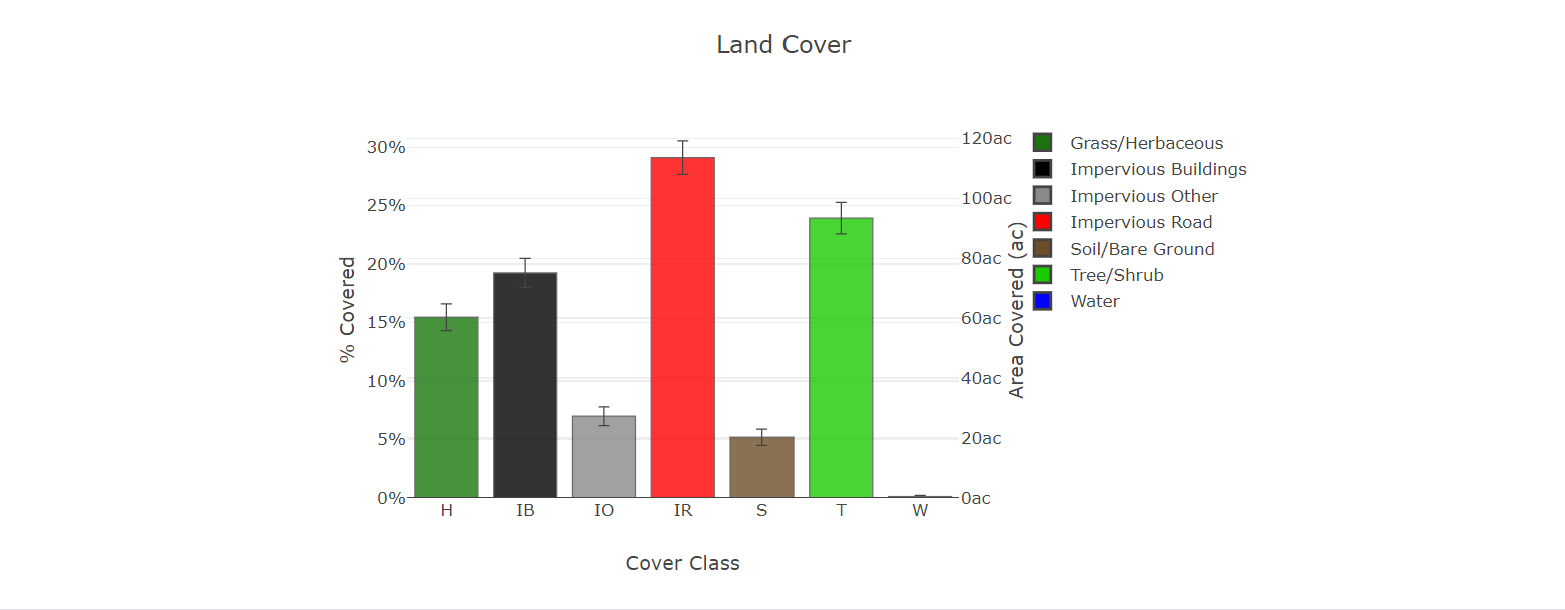 Land Cover
% Covered
30%
25%
20%
15%
10%
5%
0%
H IB IO IR S T W
Cover Class
120ac
100ac
80ac
60ac
40ac
20ac
0ac
Area Covered (ac)
Grass/Herbaceous
Impervious Buildings
Impervious Other
Impervious Road
Soil/Bare Ground
Tree/Shrub
Water